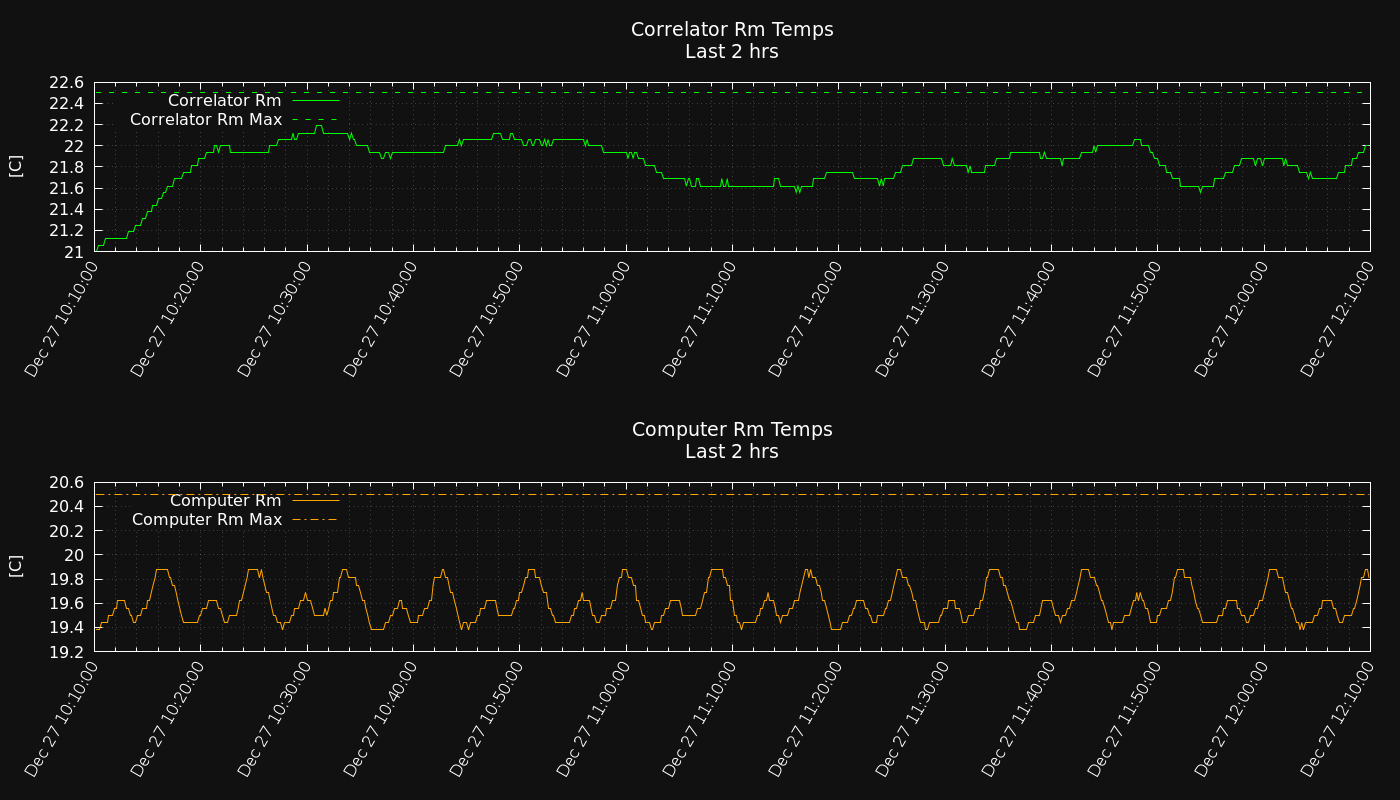 Correlator Rm Temps
Last 2 hrs
[C]
22.6
22.4
22.2
22
21.8
21.6
21.4
21.2
21
Correlator Rm
Correlator Rm Max
Dec 27 10:10:00
Dec 27 10:20:00
Dec 27 10:30:00
Dec 27 10:40:00
Dec 27 10:50:00
Dec 27 11:00:00
Dec 27 11:10:00
Dec 27 11:20:00
Dec 27 11:30:00
Dec 27 11:40:00
Dec 27 11:50:00
Dec 27 12:00:00
Dec 27 12:10:00
Computer Rm Temps
Last 2 hrs
[C]
20.6
20.4
20.2
20
19.8
19.6
19.4
19.2
Computer Rm
Computer Rm Max
Dec 27 10:10:00
Dec 27 10:20:00
Dec 27 10:30:00
Dec 27 10:40:00
Dec 27 10:50:00
Dec 27 11:00:00
Dec 27 11:10:00
Dec 27 11:20:00
Dec 27 11:30:00
Dec 27 11:40:00
Dec 27 11:50:00
Dec 27 12:00:00
Dec 27 12:10:00